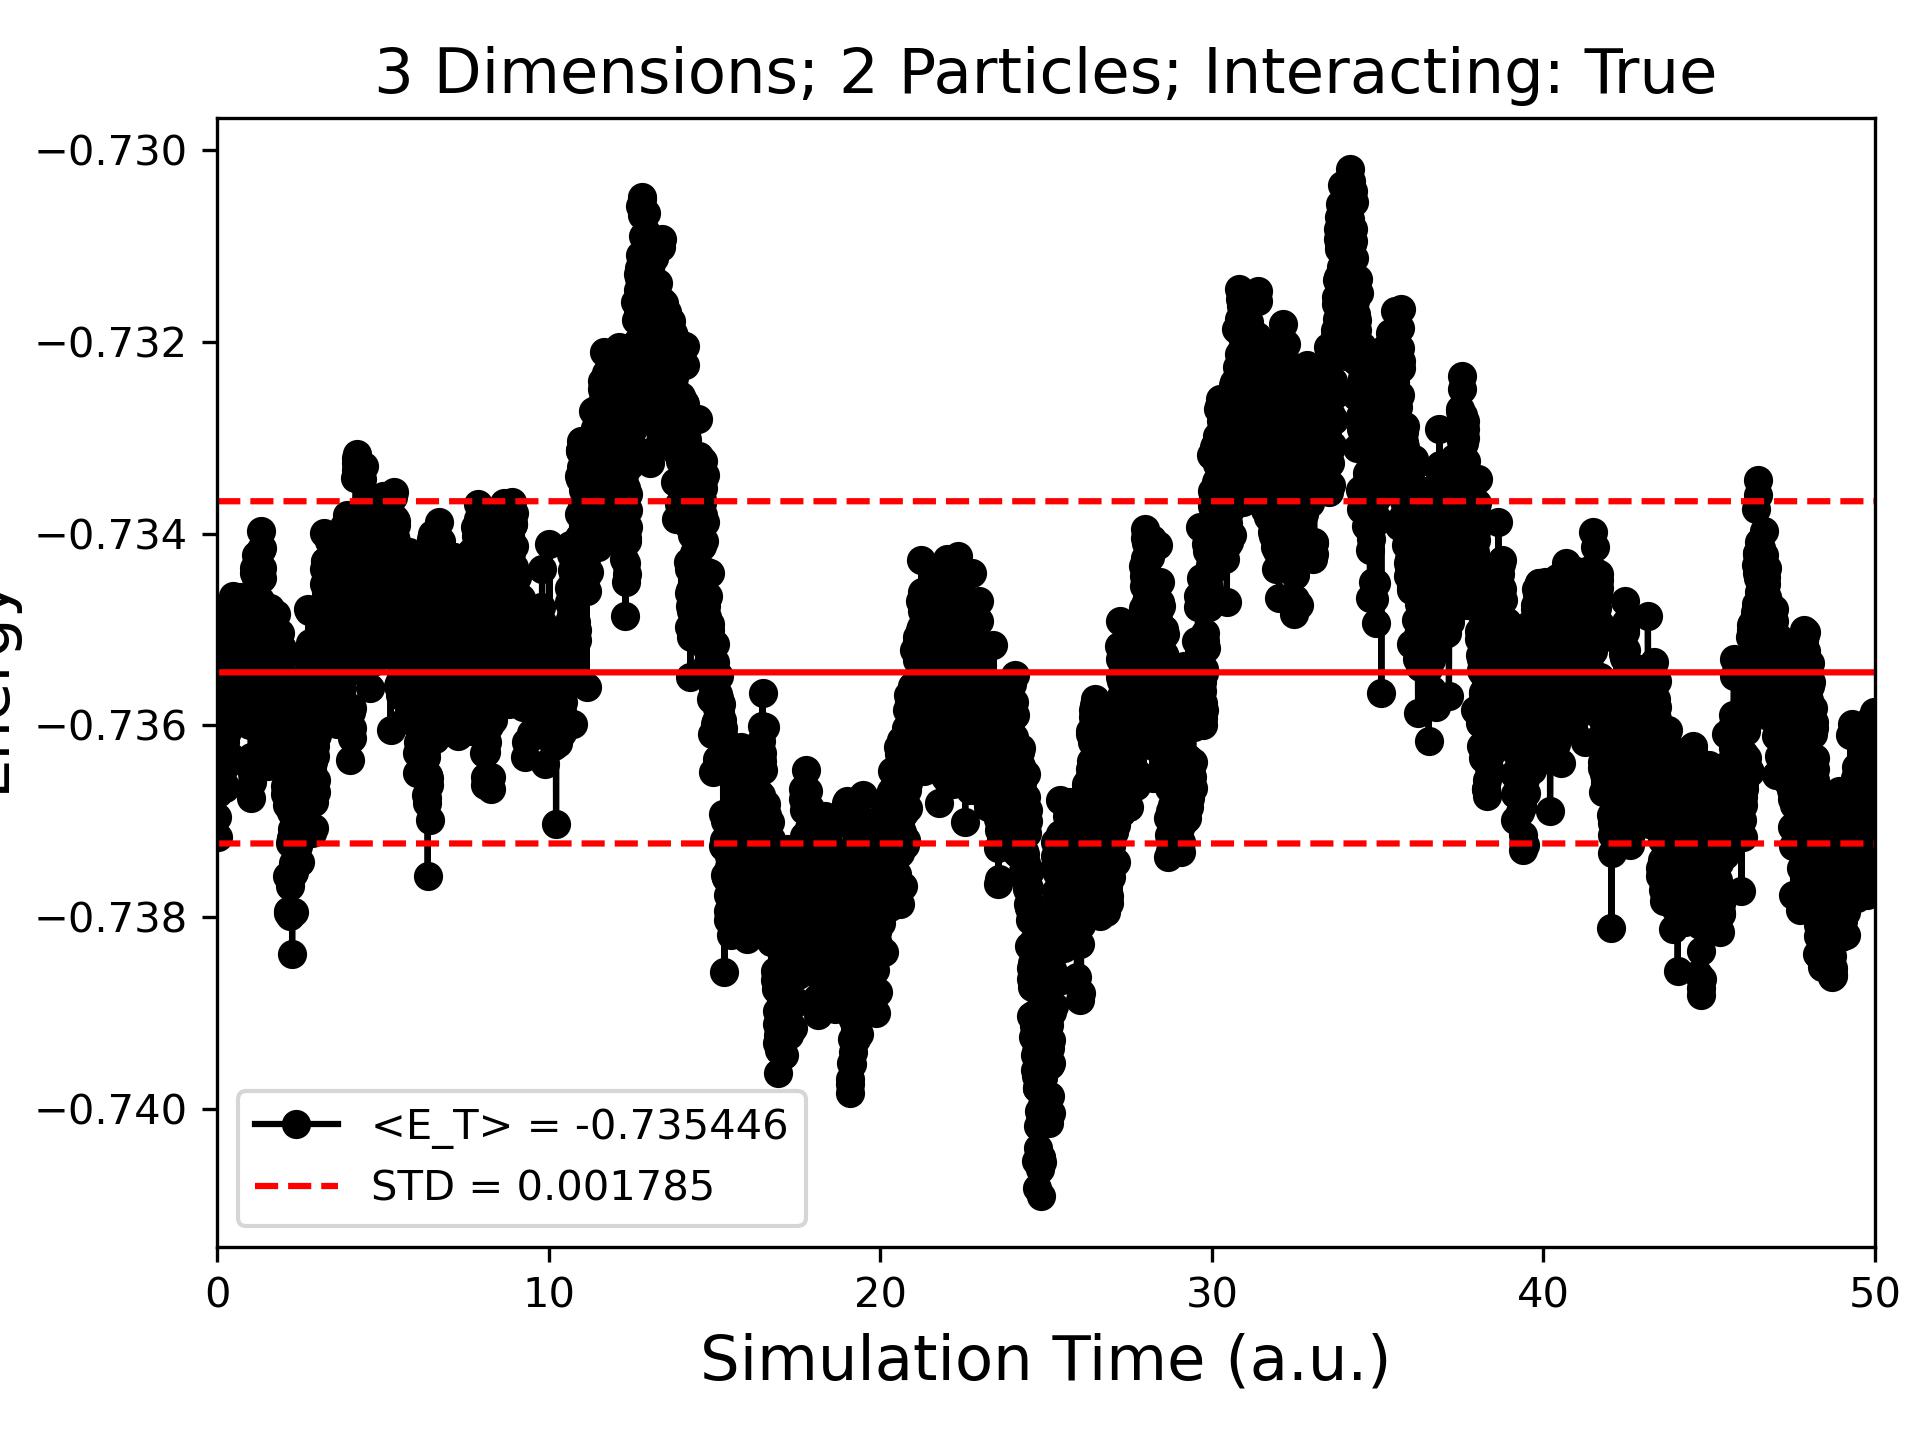 3 Dimensions; 2 Particles; Interacting: True
Energy
−0.730
−0.732
−0.734
−0.736
−0.738
−0.740
<E_T> = -0.735446
STD = 0.001785
0 10 20 30 40 50
Simulation Time (a.u.)